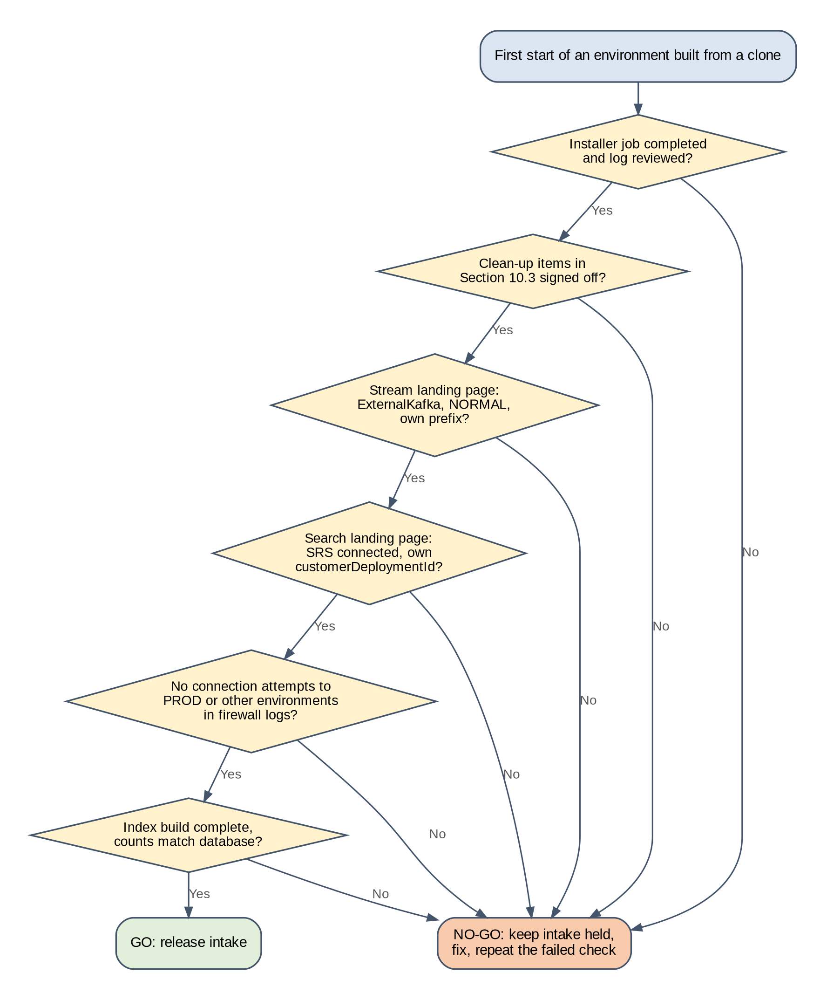 First start of an environment built from a clone
Installer job completed
and log reviewed?
Yes
Clean-up items in
Section 10.3 signed off?
Yes
Stream landing page:
ExternalKafka, NORMAL,
own prefix?
Yes
Search landing page:
SRS connected, own
customerDeploymentId?
No
Yes
No
No connection attempts to
PROD or other environments
in firewall logs?
No
Yes
No
Index build complete,
counts match database?
No
Yes
No
GO: release intake
NO-GO: keep intake held,
fix, repeat the failed check